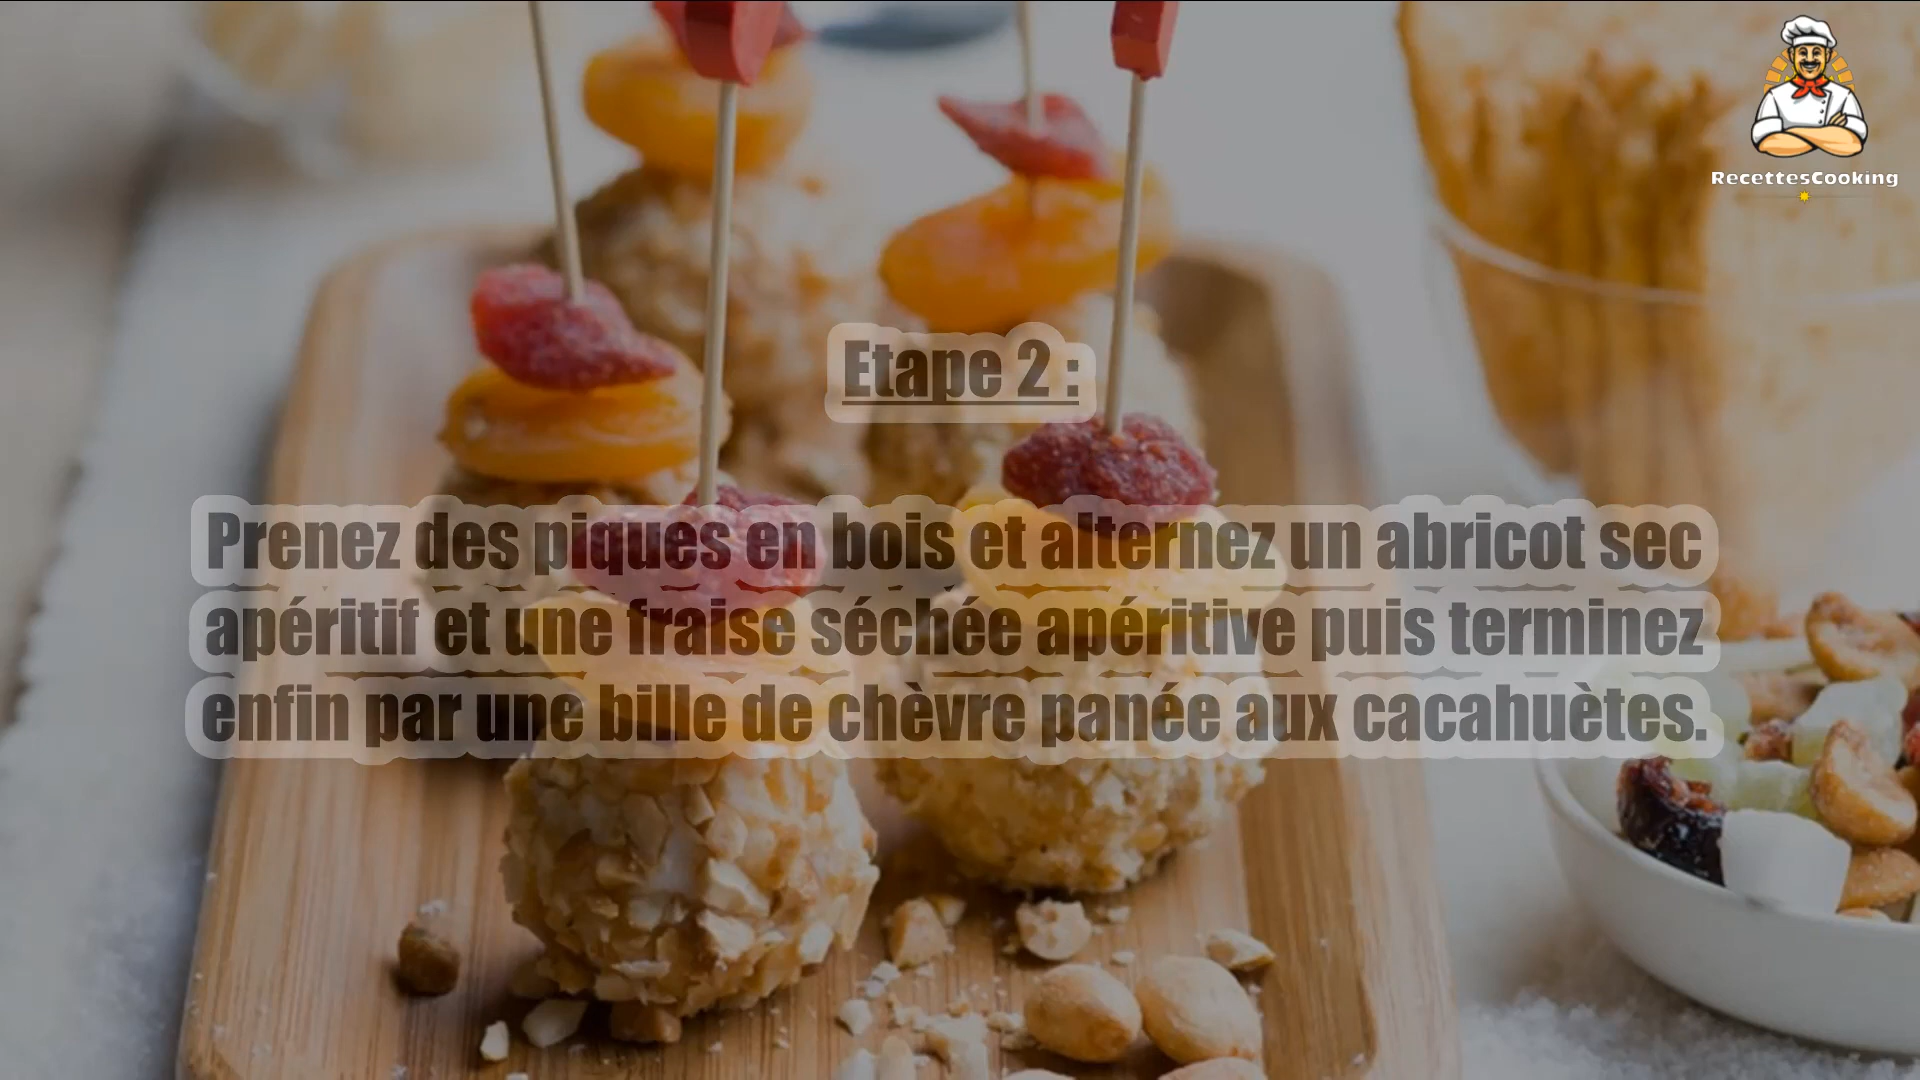 RecettesCooking
Etape 2 :
Prenez des piques en bois et alternez un abricot sec
apéritif et une fraise séchée apéritive puis terminez
enfin par une bille de chèvre panée aux cacahuètes.